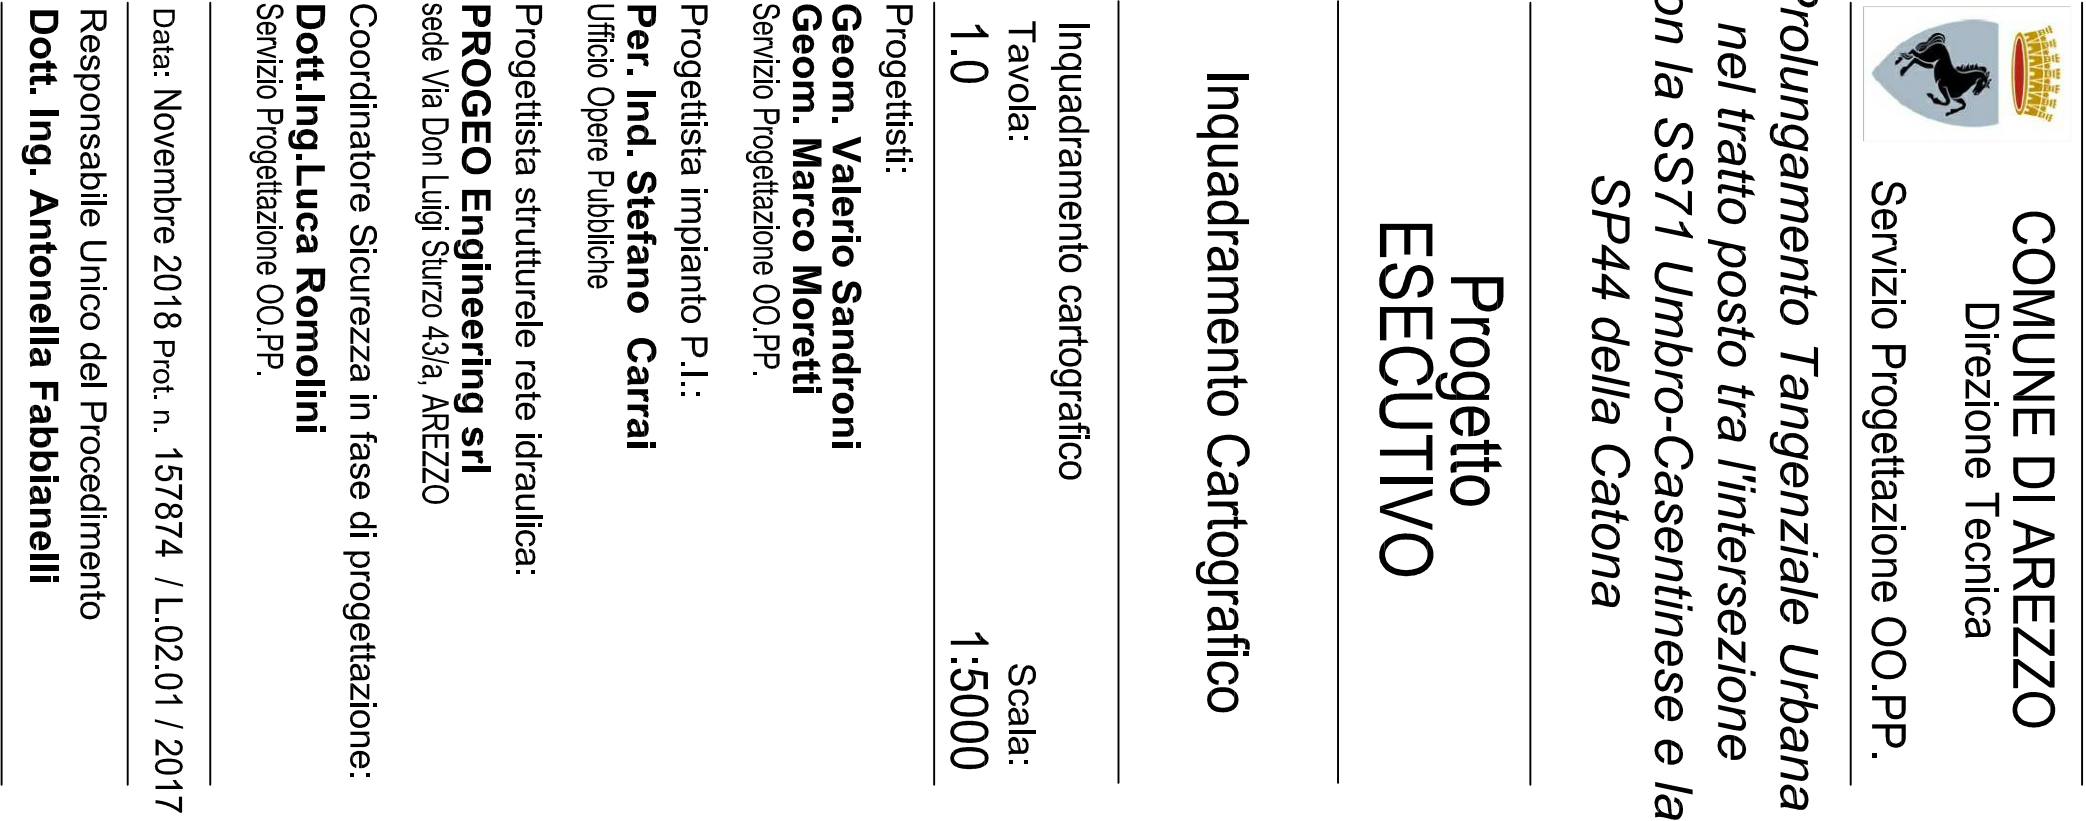 COMUNE DI AREZZO
Direzione Tecnica
Servizio Progettazione OO.PP.
Prolungamento Tangenziale Urbana
nel tratto posto tra l'intersezione
on la SS71 Umbro-Casentinese e la
SP44 della Catona
Progetto
ESECUTIVO
Inquadramento Cartografico
Inquadramento cartografico
Tavola: Scala:
1.0 1:5000
Progettisti:
Geom. Valerio Sandroni
Geom. Marco Moretti
Servizio Progettazione OO.PP.
Progettista impianto P.I.:
Per. Ind. Stefano Carrai
Ufficio Opere Pubbliche
Progettista strutturele rete idraulica:
PROGEO Engineering srl
sede Via Don Luigi Sturzo 43/a, AREZZO
Coordinatore Sicurezza in fase di progettazione:
Dott.Ing.Luca Romolini
Servizio Progettazione OO.PP.
Data: Novembre 2018 Prot. n. 157874 / L.02.01 / 2017
Responsabile Unico del Procedimento
Dott. Ing. Antonella Fabbianelli